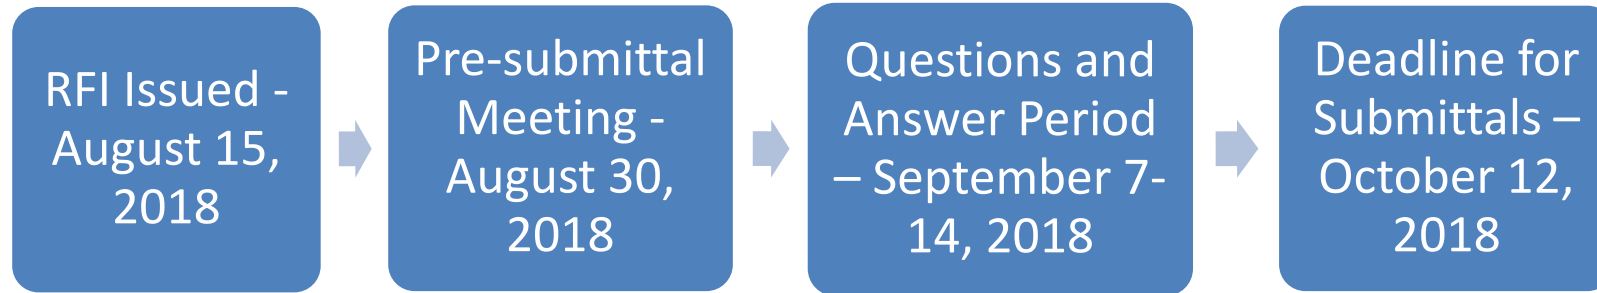 RFI Issued -
August 15,
2018
Pre-submittal
Meeting -
August 30,
2018
Questions and
Answer Period
– September 7-
14, 2018
Deadline for
Submittals –
October 12,
2018